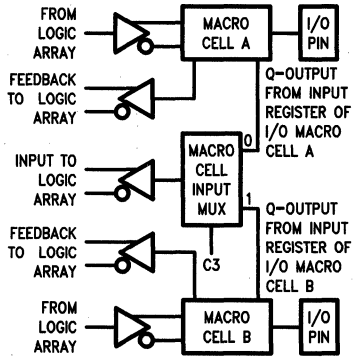 FROM
LOGIC
ARRAY
MACRO
CELL A
I/O
PIN
FEEDBACK
TO LOGIC
ARRAY
Q-OUTPUT
FROM INPUT
REGISTER OF
I/O MACRO
CELL A
INPUT TO
LOGIC
ARRAY
MACRO
CELL
INPUT
MUX
0
1
C3
FEEDBACK
TO LOGIC
ARRAY
Q-OUTPUT
FROM INPUT
REGISTER OF
I/O MACRO
CELL B
FROM
LOGIC
ARRAY
MACRO
CELL B
I/O
PIN